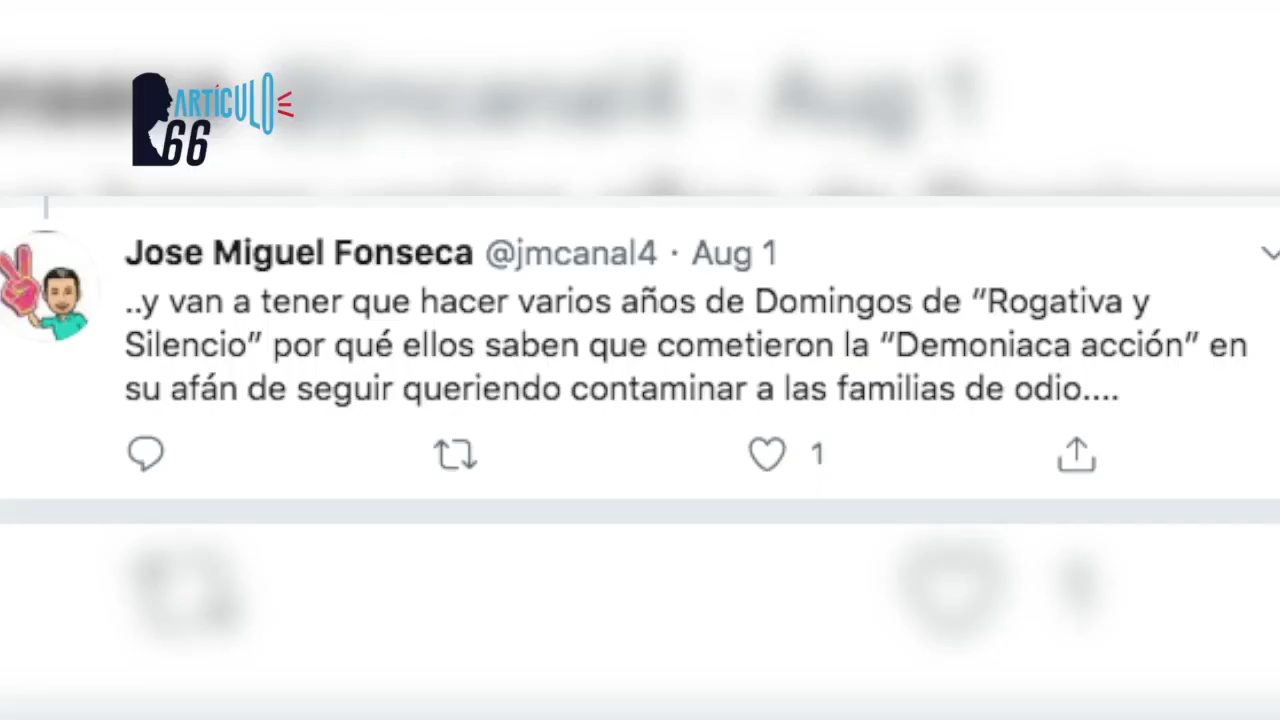 ARTÍCULO
66
Jose Miguel Fonseca @jmcanal4 · Aug 1
..y van a tener que hacer varios años de Domingos de “Rogativa y
Silencio” por qué ellos saben que cometieron la “Demoniaca acción” en
su afán de seguir queriendo contaminar a las familias de odio....
1